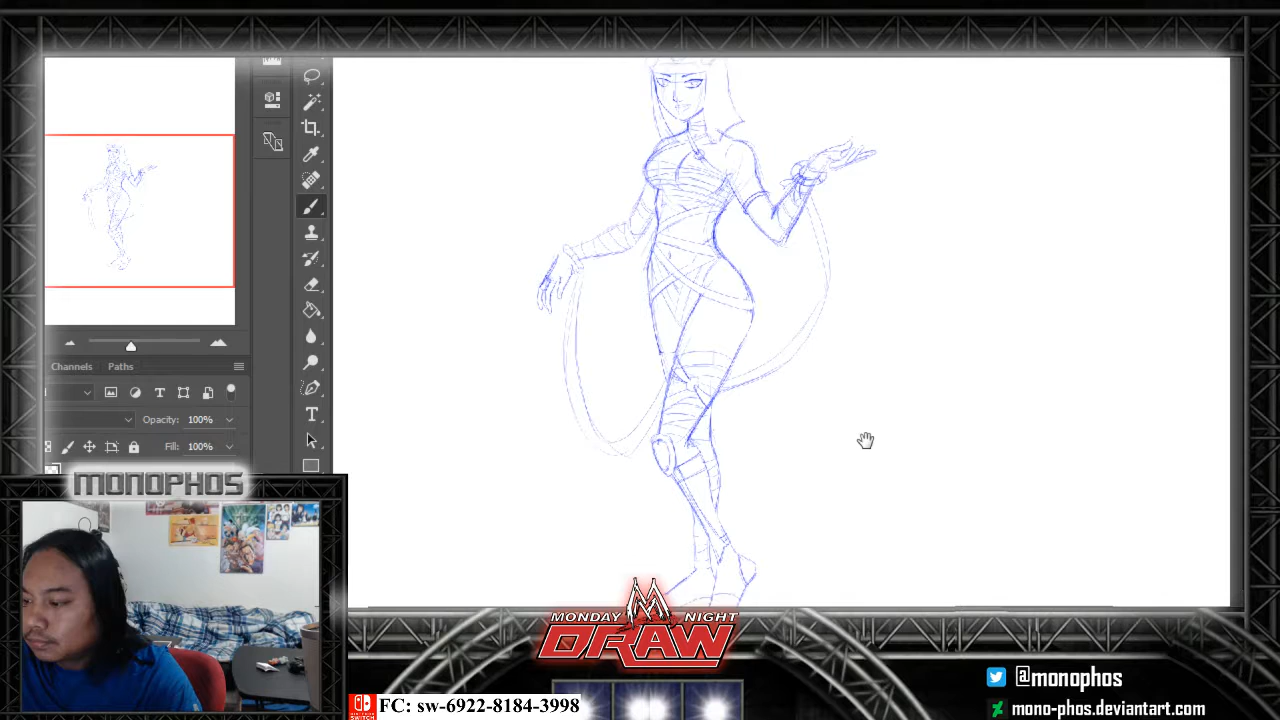 Channels Paths
Opacity: 100%
Fill: 100%
T
MONOPHOS
MONDAY NIGHT
DRAW
FC: sw-6922-8184-3998
@monophos
mono-phos.deviantart.com